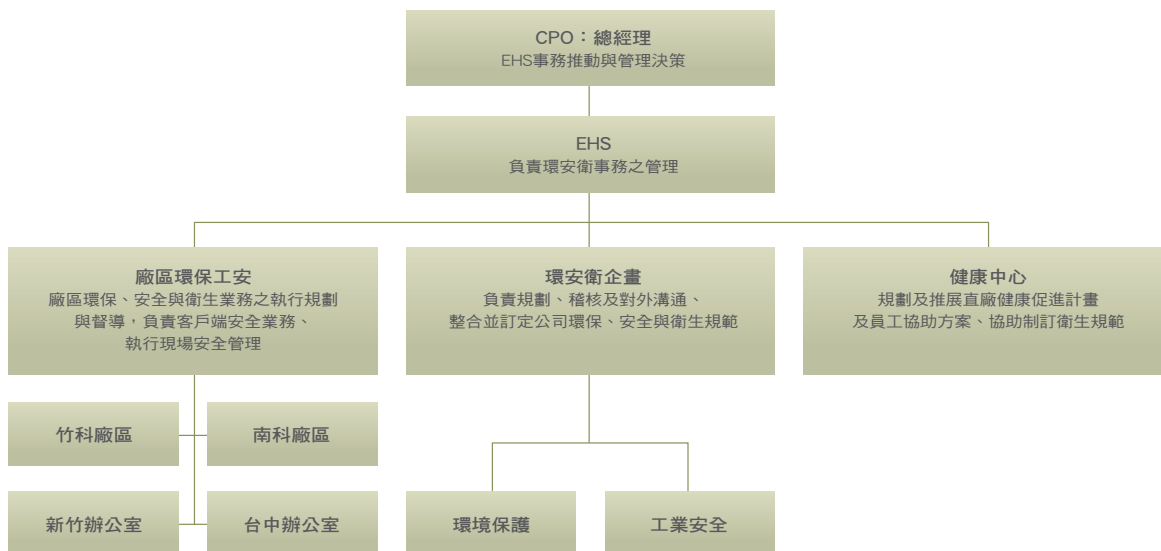 CPO：總經理
EHS事務推動與管理決策
EHS
負責環安衛事務之管理
廠區環保工安
廠區環保、安全與衛生業務之執行規劃
與督導，負責客戶端安全業務、
執行現場安全管理
環安衛企畫
負責規劃、稽核及對外溝通、
整合並訂定公司環保、安全與衛生規範
健康中心
規劃及推展直廠健康促進計畫
及員工協助方案、協助制訂衛生規範
竹科廠區
南科廠區
新竹辦公室
台中辦公室
環境保護
工業安全